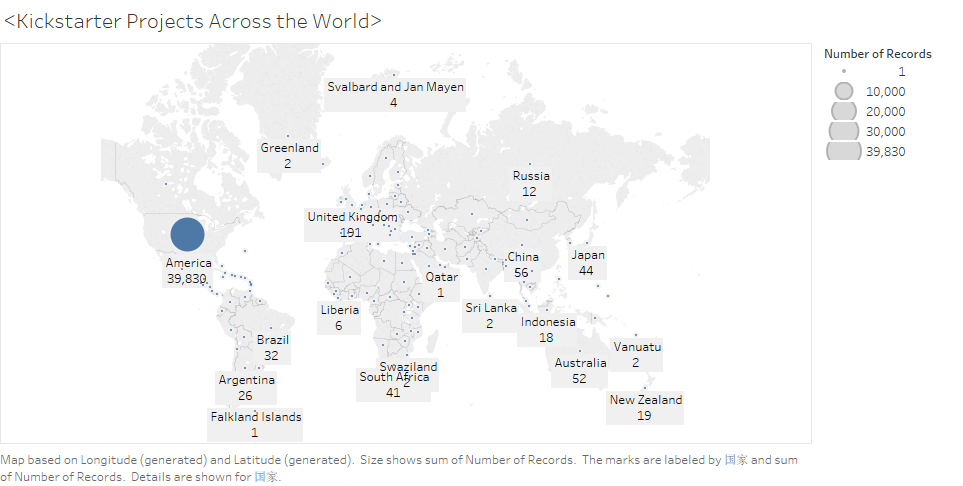 <Kickstarter Projects Across the World>
Number of Records
1
10,000
20,000
30,000
39,830
Svalbard and Jan Mayen
4
Greenland
2
Russia
12
United Kingdom
191
America
39,830
China
56
Japan
44
Qatar
1
Liberia
6
Sri Lanka
2
Indonesia
18
Brazil
32
Vanuatu
2
Australia
52
Swaziland
2
South Africa
41
Argentina
26
New Zealand
19
Falkland Islands
1
Map based on Longitude (generated) and Latitude (generated).  Size shows sum of Number of Records.  The marks are labeled by 国家 and sum
of Number of Records.  Details are shown for 国家.